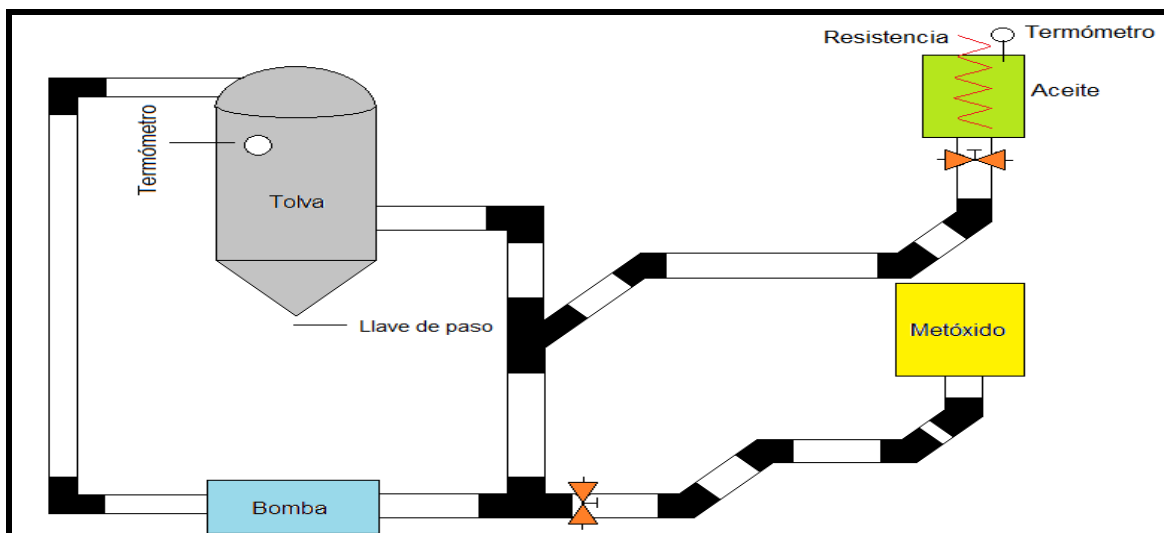 Resistencia
Termómetro
Aceite
Termómetro
Tolva
Metóxido
Llave de paso
Bomba